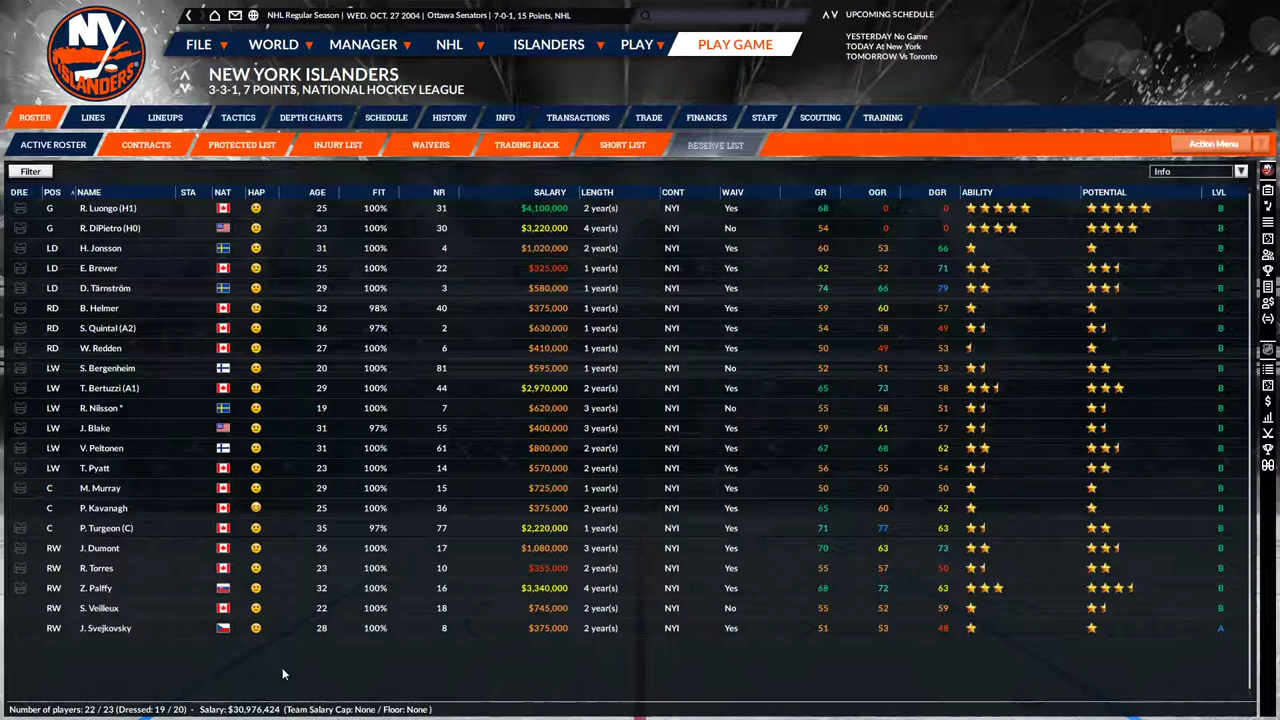 NHL Regular Season | WED. OCT. 27 2004 | Ottawa Senators | 7-0-1, 15 Points, NHL
UPCOMING SCHEDULE
YESTERDAY No Game
TODAY At New York
TOMORROW Vs Toronto
NY
ISLANDERS
FILE WORLD MANAGER NHL ISLANDERS PLAY PLAY GAME
NEW YORK ISLANDERS
3-3-1, 7 POINTS, NATIONAL HOCKEY LEAGUE
ROSTER LINES LINEUPS TACTICS DEPTH CHARTS SCHEDULE HISTORY INFO TRANSACTIONS TRADE FINANCES STAFF SCOUTING TRAINING
ACTIVE ROSTER CONTRACTS PROTECTED LIST INJURY LIST WAIVERS TRADING BLOCK SHORT LIST RESERVE LIST Action Menu
Filter Info
DRE POS NAME STA NAT HAP AGE FIT NR SALARY LENGTH CONT WAIV GR OGR DGR ABILITY POTENTIAL LVL
G R. Luongo (H1) 25 100% 31 $4,100,000 2 year(s) NYI Yes 68 0 0 B
G R. DiPietro (H0) 23 100% 30 $3,220,000 4 year(s) NYI No 54 0 0 B
LD H. Jonsson 31 100% 4 $1,020,000 2 year(s) NYI Yes 60 53 66 B
LD E. Brewer 25 100% 22 $325,000 1 year(s) NYI Yes 62 52 71 B
LD D. Tärnström 29 100% 3 $580,000 1 year(s) NYI Yes 74 66 79 B
RD B. Helmer 32 98% 40 $375,000 1 year(s) NYI Yes 59 60 57 B
RD S. Quintal (A2) 36 97% 2 $630,000 1 year(s) NYI Yes 54 58 49 B
RD W. Redden 27 100% 6 $410,000 1 year(s) NYI Yes 50 49 53 B
LW S. Bergenheim 20 100% 81 $595,000 1 year(s) NYI No 52 51 53 B
LW T. Bertuzzi (A1) 29 100% 44 $2,970,000 2 year(s) NYI Yes 65 73 58 B
LW R. Nilsson * 19 100% 7 $620,000 3 year(s) NYI No 55 58 51 B
LW J. Blake 31 97% 55 $400,000 3 year(s) NYI Yes 59 61 57 B
LW V. Peltonen 31 100% 61 $800,000 2 year(s) NYI Yes 67 68 62 B
LW T. Pyatt 23 100% 14 $570,000 2 year(s) NYI Yes 56 55 54 B
C M. Murray 29 100% 15 $725,000 1 year(s) NYI Yes 50 50 50 B
C P. Kavanagh 25 100% 36 $375,000 2 year(s) NYI Yes 65 60 62 B
C P. Turgeon (C) 35 97% 77 $2,220,000 1 year(s) NYI Yes 71 77 63 B
RW J. Dumont 26 100% 17 $1,080,000 3 year(s) NYI Yes 70 63 73 B
RW R. Torres 23 100% 10 $355,000 2 year(s) NYI Yes 55 57 50 B
RW Z. Palffy 32 100% 16 $3,340,000 4 year(s) NYI Yes 68 72 63 B
RW S. Veilleux 22 100% 18 $745,000 2 year(s) NYI No 55 52 59 B
RW J. Svejkovsky 28 100% 8 $375,000 2 year(s) NYI Yes 51 53 48 A
Number of players: 22 / 23 (Dressed: 19 / 20) - Salary: $30,976,424 (Team Salary Cap: None / Floor: None )